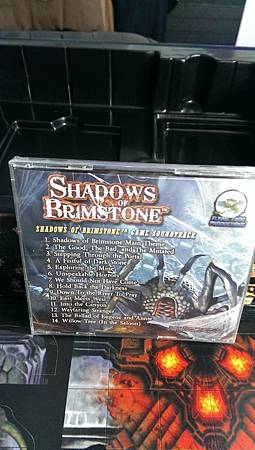 SHADOWS
OF
BRIMSTONE™
SHADOWS OF BRIMSTONE™ GAME SOUNDTRACK
1. Shadows of Brimstone Main Theme
2. The Good, The Bad, and The Mutated
3. Stepping Through the Portal
4. A Fistful of Darkstone
5. Exploring the Mine
6. Unspeakable Horrors
7. We Should Not Have Come
8. Hold Back the Darkness
9. Down To the River To Pray
10. East Meets West
11. Into the Canyon
12. Wayfaring Stranger
13. The Ballad of Eugene and Annie
14. Willow Tree (In the Saloon)